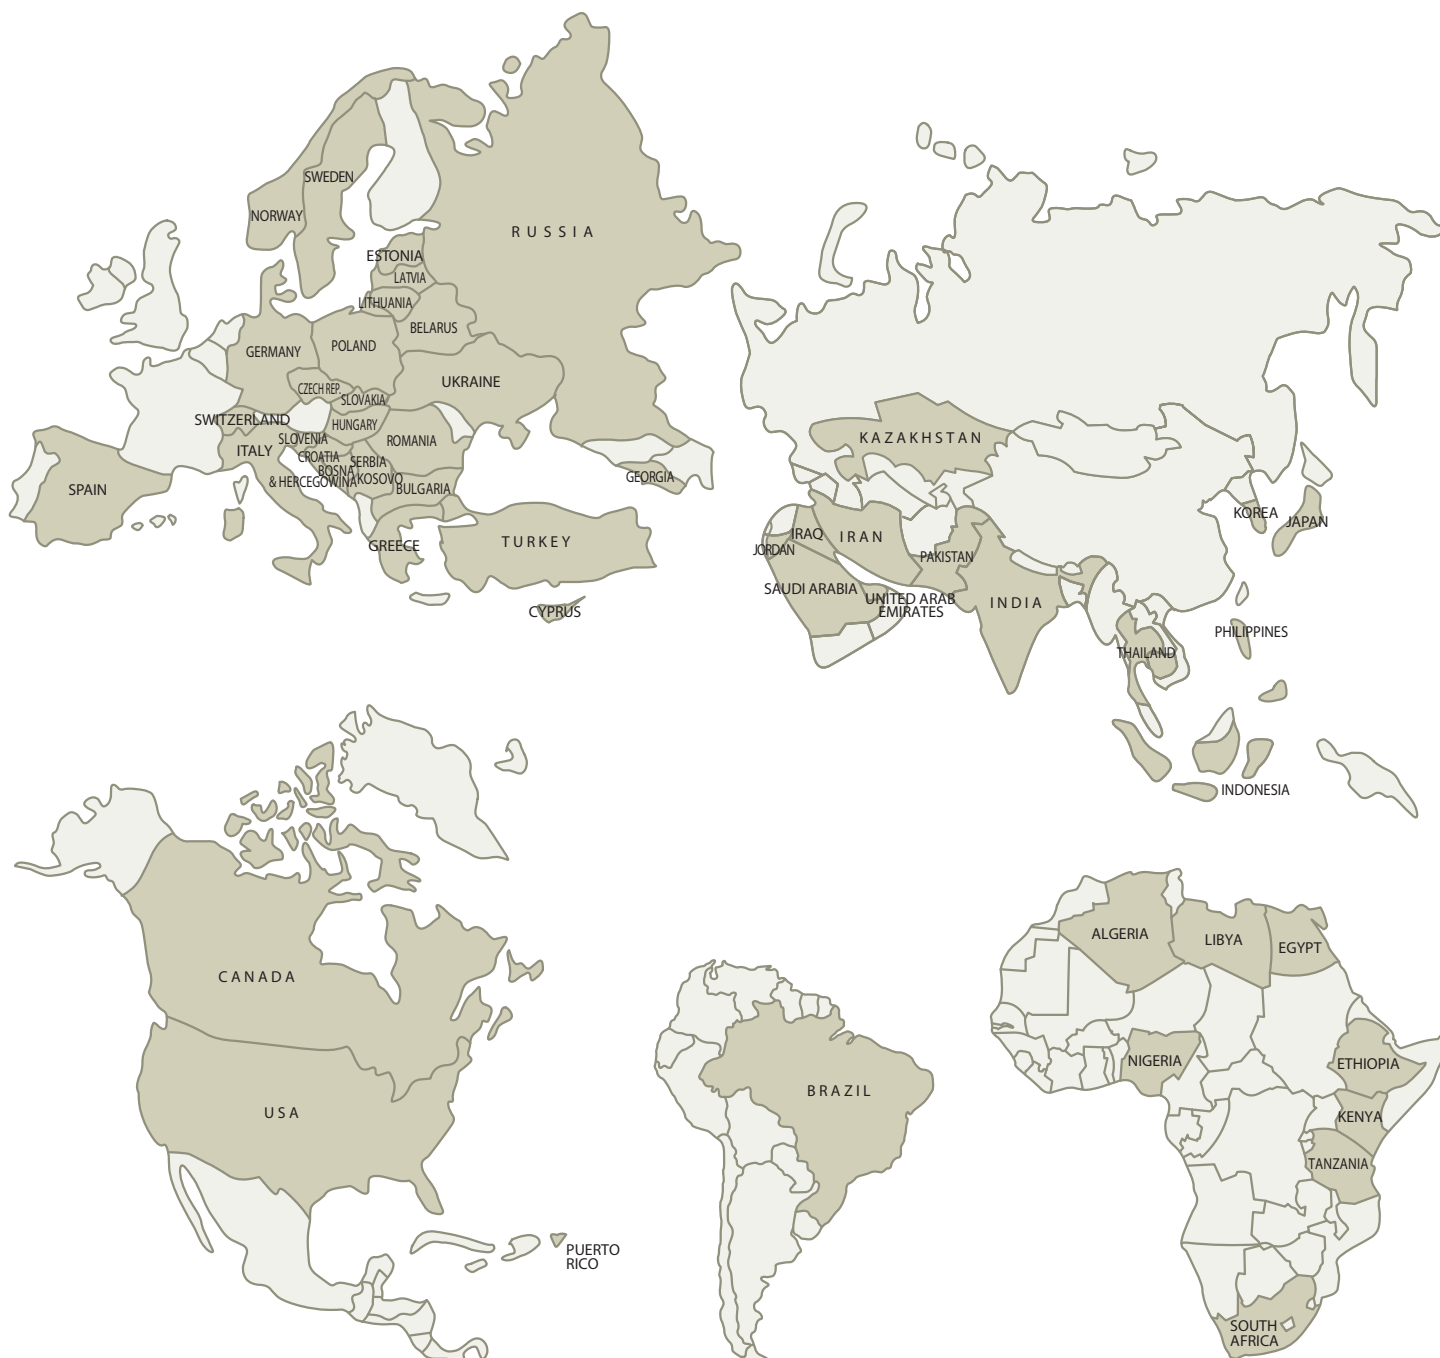 SWEDEN
NORWAY
RUSSIA
ESTONIA
LATVIA
LITHUANIA
BELARUS
GERMANY
POLAND
UKRAINE
CZECH REP.
SLOVAKIA
SWITZERLAND
HUNGARY
SLOVENIA
ROMANIA
ITALY
CROATIA
SERBIA
BOSNA
& HERCEGOWINA
KOSOVO
BULGARIA
SPAIN
GEORGIA
GREECE
TURKEY
CYPRUS
KAZAKHSTAN
KOREA
JAPAN
IRAQ
IRAN
JORDAN
PAKISTAN
SAUDI ARABIA
UNITED ARAB
EMIRATES
INDIA
PHILIPPINES
THAILAND
INDONESIA
CANADA
USA
PUERTO
RICO
BRAZIL
ALGERIA
LIBYA
EGYPT
NIGERIA
ETHIOPIA
KENYA
TANZANIA
SOUTH
AFRICA